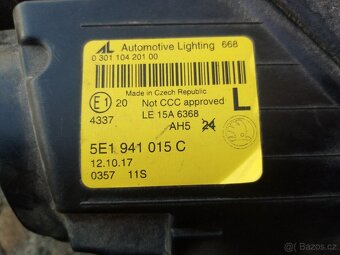 AL Automotive Lighting 668
0 301 104 201 00
Made in Czech Republic
E1 20 Not CCC approved L
4337 LE 15A 6368
AH5 24
5E1 941 015 C
12.10.17
0357 11S
Bazoš.cz